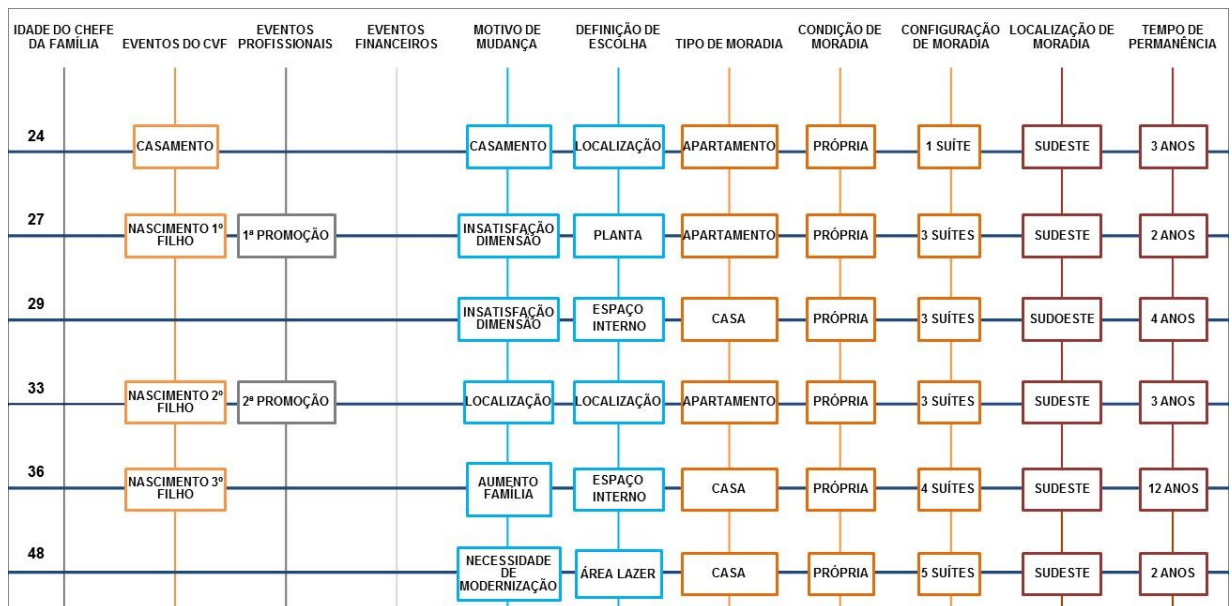 IDADE DO CHEFE DA FAMÍLIA
EVENTOS DO CVF
EVENTOS PROFISSIONAIS
EVENTOS FINANCEIROS
MOTIVO DE MUDANÇA
DEFINIÇÃO DE ESCOLHA
TIPO DE MORADIA
CONDIÇÃO DE MORADIA
CONFIGURAÇÃO DE MORADIA
LOCALIZAÇÃO DE MORADIA
TEMPO DE PERMANÊNCIA
24
CASAMENTO
CASAMENTO
LOCALIZAÇÃO
APARTAMENTO
PRÓPRIA
1 SUÍTE
SUDESTE
3 ANOS
27
NASCIMENTO 1º FILHO
1ª PROMOÇÃO
INSATISFAÇÃO DIMENSÃO
PLANTA
APARTAMENTO
PRÓPRIA
3 SUÍTES
SUDESTE
2 ANOS
29
INSATISFAÇÃO DIMENSÃO
ESPAÇO INTERNO
CASA
PRÓPRIA
3 SUÍTES
SUDOESTE
4 ANOS
33
NASCIMENTO 2º FILHO
2ª PROMOÇÃO
LOCALIZAÇÃO
LOCALIZAÇÃO
APARTAMENTO
PRÓPRIA
3 SUÍTES
SUDESTE
3 ANOS
36
NASCIMENTO 3º FILHO
AUMENTO FAMÍLIA
ESPAÇO INTERNO
CASA
PRÓPRIA
4 SUÍTES
SUDESTE
12 ANOS
48
NECESSIDADE DE MODERNIZAÇÃO
ÁREA LAZER
CASA
PRÓPRIA
5 SUÍTES
SUDESTE
2 ANOS